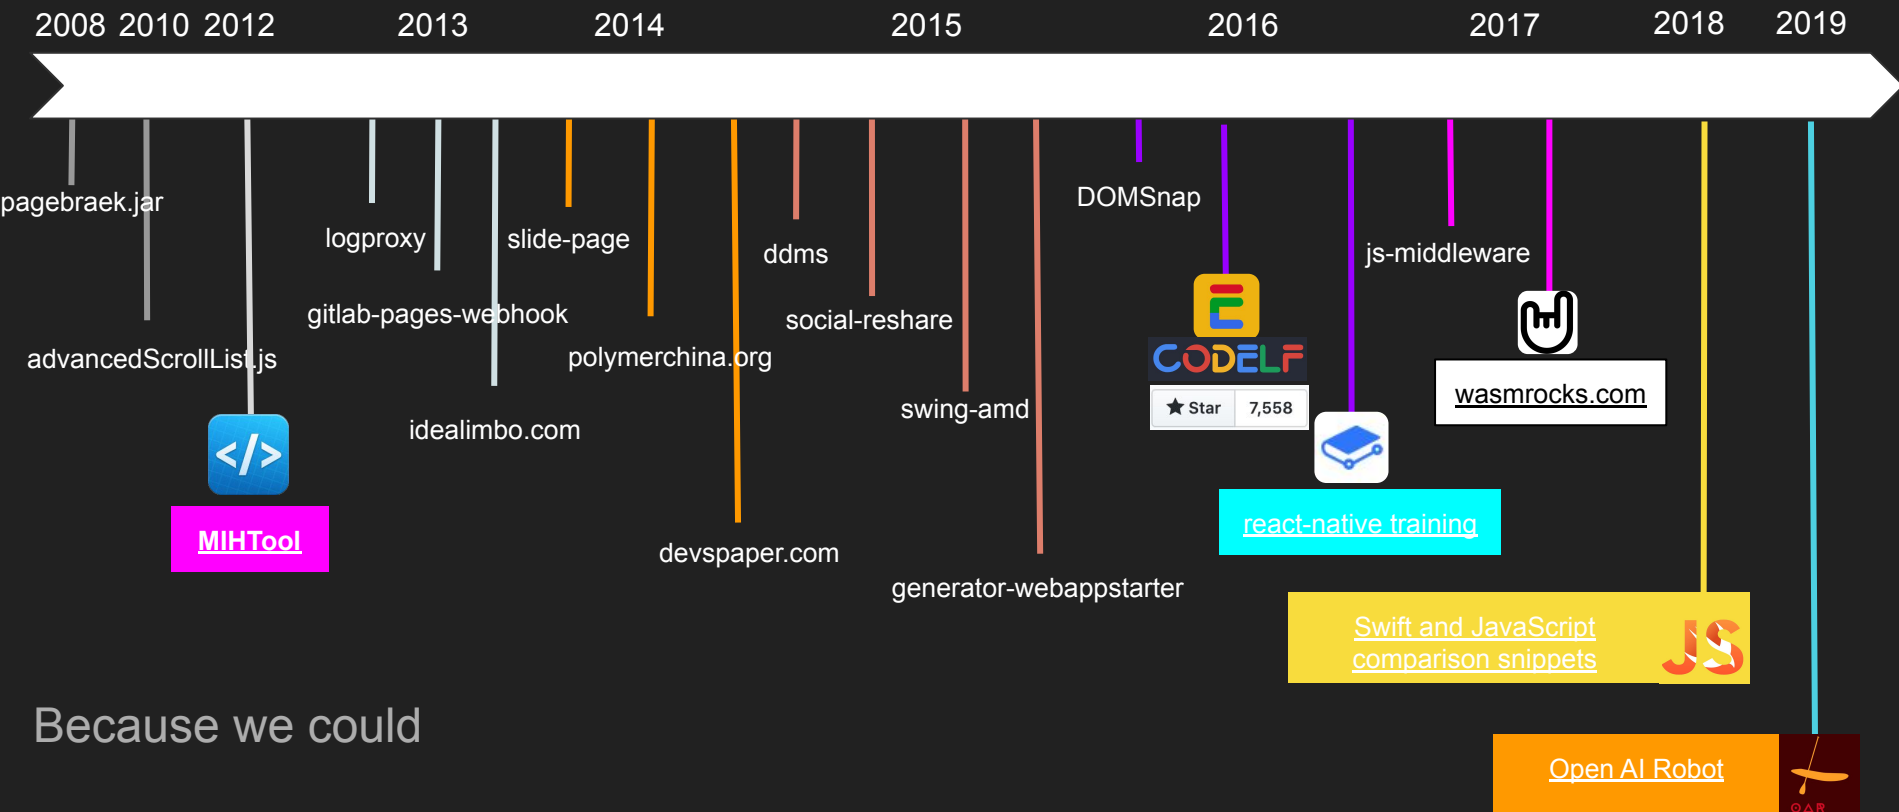 2008 2010 2012 2013 2014 2015 2016 2017 2018 2019
pagebraek.jar
advancedScrollList.js
</>
MIHTool
logproxy
gitlab-pages-webhook
idealimbo.com
slide-page
polymerchina.org
devspaper.com
ddms
social-reshare
swing-amd
generator-webappstarter
DOMSnap
E
CODELF
Star 7,558
react-native training
js-middleware
wasmrocks.com
Swift and JavaScript
comparison snippets
JS
Open AI Robot
OAR
Because we could